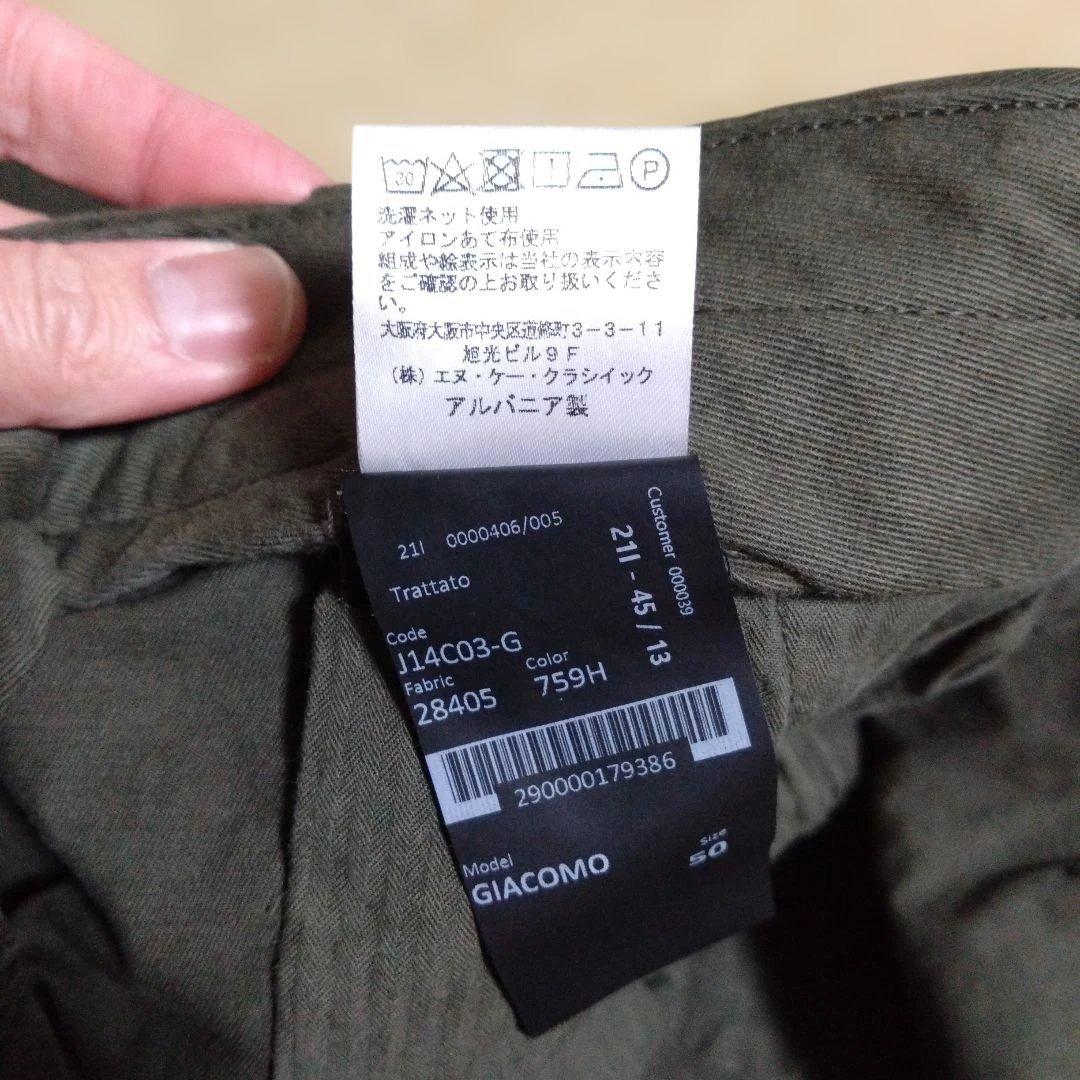 30
P
洗濯ネット使用
アイロンあて布使用
組成や絵表示は当社の表示内容
をご確認の上お取り扱いくださ
い。
大阪府大阪市中央区道修町3-3-11
旭光ビル9F
(株)エヌ・ケー・クラシイック
アルバニア製
21I 0000406/005
Trattato
Code
J14C03-G
Fabric
28405
Color
759H
Customer 000039
21I - 45 / 13
290000179386
Model
GIACOMO
Size
50